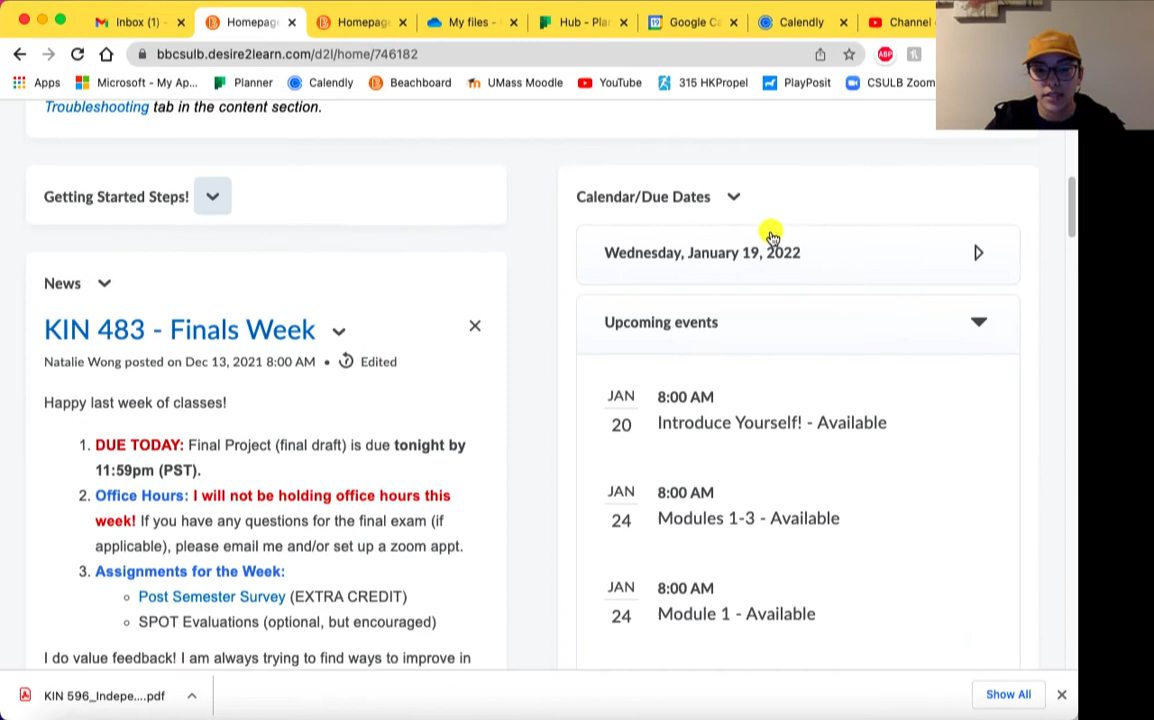 Inbox (1)
Homepag
Homepag
My files -
Hub - Plan
Google Ca
Calendly
Channel
bbcsulb.desire2learn.com/d2l/home/746182
ABP
Apps
Microsoft - My Ap...
Planner
Calendly
Beachboard
UMass Moodle
YouTube
315 HKPropel
PlayPosit
CSULB Zoom
Troubleshooting tab in the content section.
Getting Started Steps!
News
KIN 483 - Finals Week
Natalie Wong posted on Dec 13, 2021 8:00 AM • Edited
Happy last week of classes!
1. DUE TODAY: Final Project (final draft) is due tonight by
11:59pm (PST).
2. Office Hours: I will not be holding office hours this
week! If you have any questions for the final exam (if
applicable), please email me and/or set up a zoom appt.
3. Assignments for the Week:
Post Semester Survey (EXTRA CREDIT)
SPOT Evaluations (optional, but encouraged)
I do value feedback! I am always trying to find ways to improve in
Calendar/Due Dates
Wednesday, January 19, 2022
Upcoming events
JAN 8:00 AM
20 Introduce Yourself! - Available
JAN 8:00 AM
24 Modules 1-3 - Available
JAN 8:00 AM
24 Module 1 - Available
KIN 596_Indepe....pdf
Show All